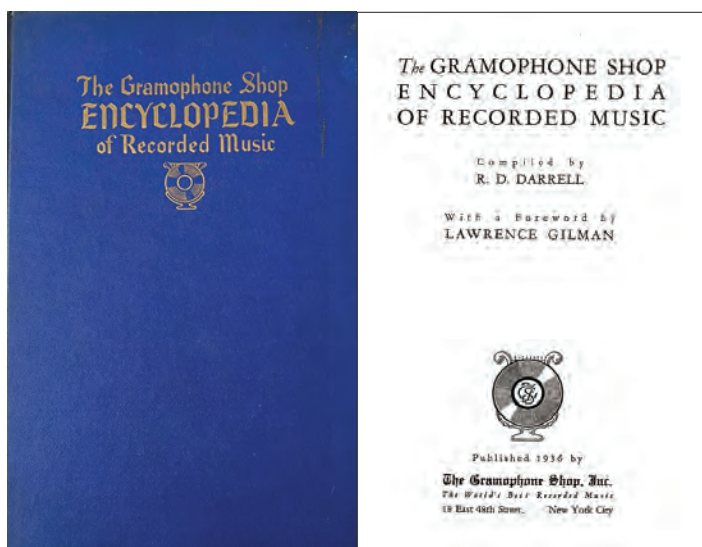 The Gramophone Shop
ENCYCLOPEDIA
of Recorded Music
The GRAMOPHONE SHOP
ENCYCLOPEDIA
OF RECORDED MUSIC
Compiled by
R. D. DARRELL
With a Foreword by
LAWRENCE GILMAN
Published 1936 by
The Gramophone Shop, Inc.
The World's Best Recorded Music
18 East 48th Street, New York City